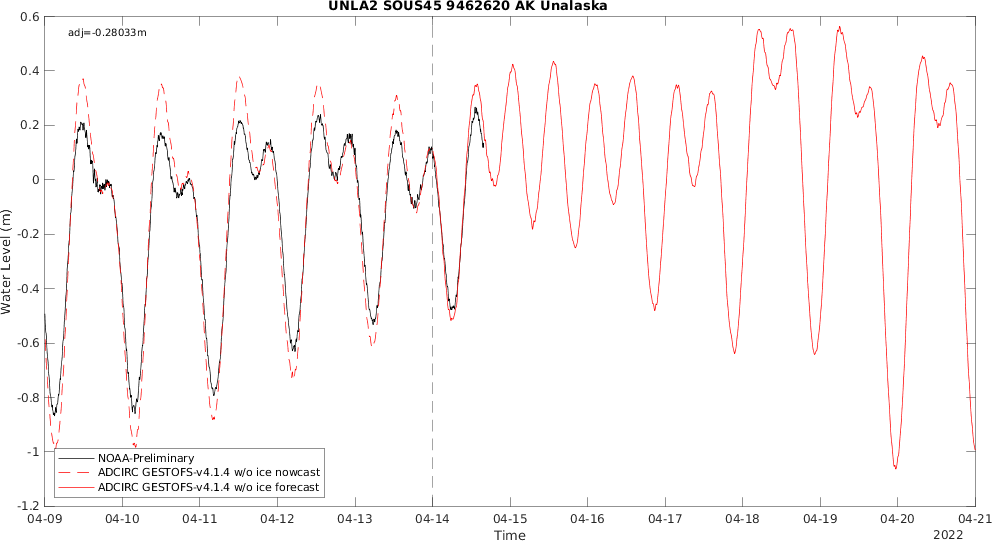 UNLA2 SOUS45 9462620 AK Unalaska
adj=-0.28033m
0.6
0.4
0.2
0
-0.2
-0.4
-0.6
-0.8
-1
-1.2
Water Level (m)
NOAA-Preliminary
ADCIRC GESTOFS-v4.1.4 w/o ice nowcast
ADCIRC GESTOFS-v4.1.4 w/o ice forecast
04-09 04-10 04-11 04-12 04-13 04-14 04-15 04-16 04-17 04-18 04-19 04-20 04-21
Time
2022